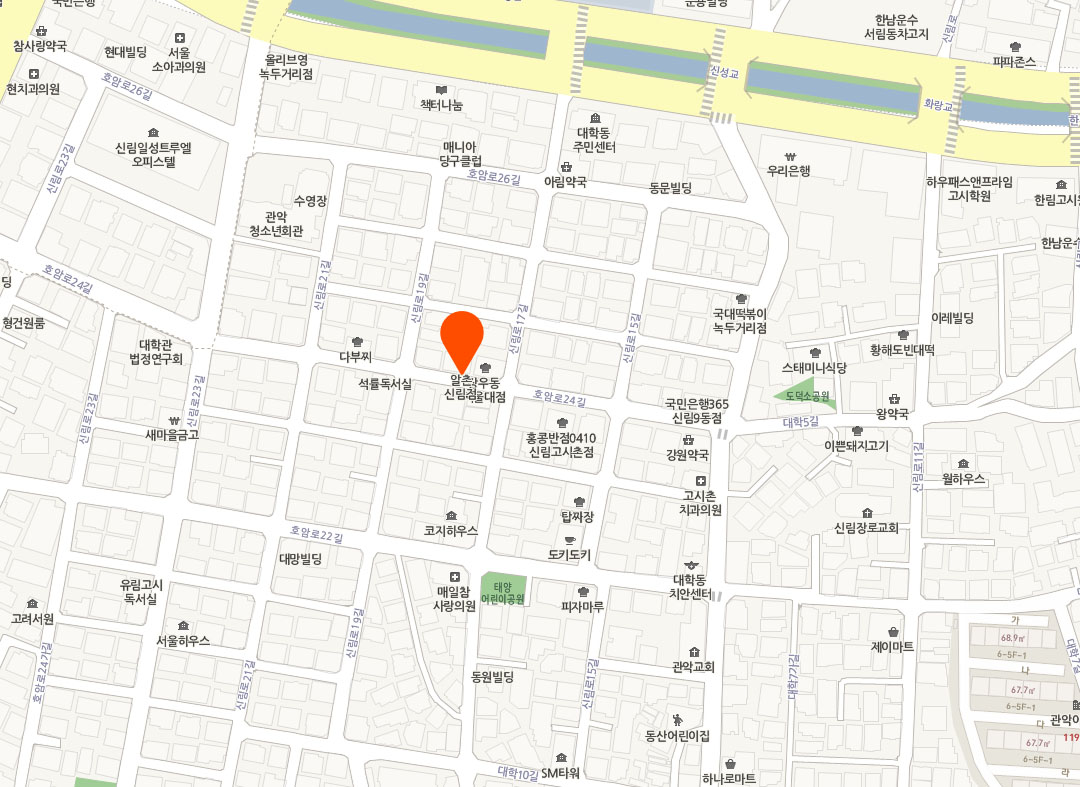 국민은행
문봉빌딩
한남운수
서림동차고지
신림로
참사랑약국
현대빌딩
서울
소아과의원
올리브영
녹두거리점
신성교
파파존스
현치과의원
호암로26길
책터나눔
화랑교
대학동
주민센터
신림일성트루엘
오피스텔
매니아
당구클럽
호암로26길
아림약국
동문빌딩
우리은행
하우패스앤프라임
고시학원
한림고시원
신림로23길
수영장
관악
청소년회관
한남운수
호암로24길
신림로21길
신림로19길
신림로17길
신림로15길
딩
형건원룸
국대떡볶이
녹두거리점
이레빌딩
대학관
법정연구회
다부찌
황해도빈대떡
스태미니식당
석률독서실
알촌
신림점
호암로24길
국민은행365
신림9동점
도덕소공원
왕약국
대학5길
신림로23길
새마을금고
홍콩반점0410
신림고시촌점
강원약국
이쁜돼지고기
신림로11길
월하우스
고시촌
치과의원
탑짜장
코지하우스
호암로22길
신림장로교회
대망빌딩
도키도키
유림고시
독서실
매일참
사랑의원
태양
어린이공원
피자마루
대학동
치안센터
고려서원
서울하우스
신림로19길
제이마트
가
68.9㎡
6-5F-1
나
67.7㎡
6-5F-1
다
67.7㎡
6-5F-1
라
119
대학7길
호암로24가길
신림로21길
동원빌딩
신림로15길
관악교회
대학7가길
동산어린이집
대학10길
SM타워
하나로마트